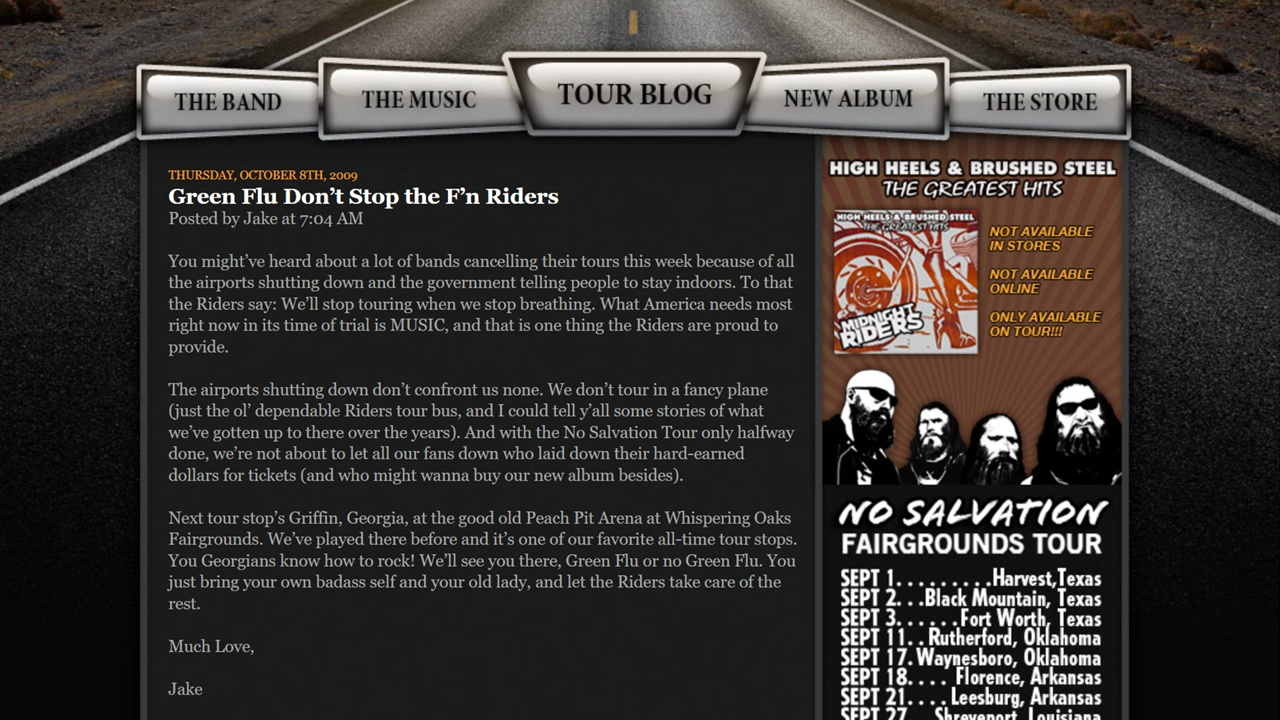 THE BAND
THE MUSIC
TOUR BLOG
NEW ALBUM
THE STORE
THURSDAY, OCTOBER 8TH, 2009
Green Flu Don't Stop the F'n Riders
Posted by Jake at 7:04 AM
You might've heard about a lot of bands cancelling their tours this week because of all
the airports shutting down and the government telling people to stay indoors. To that
the Riders say: We'll stop touring when we stop breathing. What America needs most
right now in its time of trial is MUSIC, and that is one thing the Riders are proud to
provide.
The airports shutting down don't confront us none. We don't tour in a fancy plane
(just the ol' dependable Riders tour bus, and I could tell y'all some stories of what
we've gotten up to there over the years). And with the No Salvation Tour only halfway
done, we're not about to let all our fans down who laid down their hard-earned
dollars for tickets (and who might wanna buy our new album besides).
Next tour stop's Griffin, Georgia, at the good old Peach Pit Arena at Whispering Oaks
Fairgrounds. We've played there before and it's one of our favorite all-time tour stops.
You Georgians know how to rock! We'll see you there, Green Flu or no Green Flu. You
just bring your own badass self and your old lady, and let the Riders take care of the
rest.
Much Love,
Jake
HIGH HEELS & BRUSHED STEEL
THE GREATEST HITS
HIGH HEELS & BRUSHED STEEL
THE GREATEST HITS
MIDNIGHT
RIDERS
NOT AVAILABLE
IN STORES
NOT AVAILABLE
ONLINE
ONLY AVAILABLE
ON TOUR!!!
NO SALVATION
FAIRGROUNDS TOUR
SEPT 1. . . . . . . . .Harvest,Texas
SEPT 2. . .Black Mountain, Texas
SEPT 3. . . . . .Fort Worth, Texas
SEPT 11. . Rutherford, Oklahoma
SEPT 17. Waynesboro, Oklahoma
SEPT 18. . . . Florence, Arkansas
SEPT 21. . . . Leesburg, Arkansas
SEPT 27. . . Shreveport, Louisiana